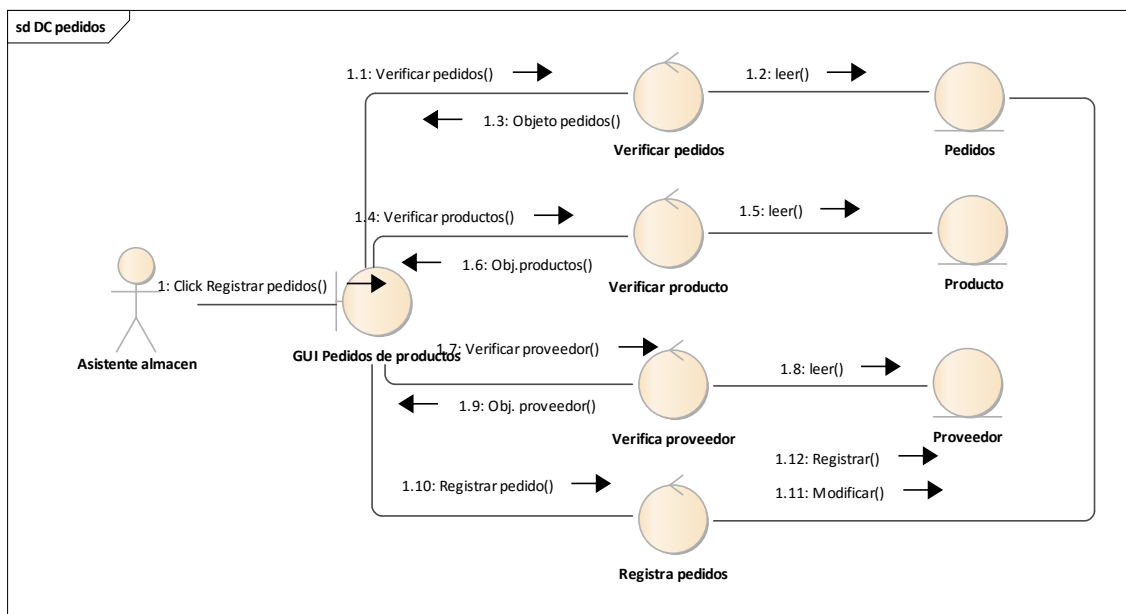 sd DC pedidos
1.1: Verificar pedidos()
1.2: leer()
1.3: Objeto pedidos()
Verificar pedidos
Pedidos
1.4: Verificar productos()
1.5: leer()
1.6: Obj.productos()
Verificar producto
Producto
1: Click Registrar pedidos()
Asistente almacen
GUI Pedidos de productos
1.7: Verificar proveedor()
1.8: leer()
1.9: Obj. proveedor()
Verifica proveedor
Proveedor
1.12: Registrar()
1.10: Registrar pedido()
1.11: Modificar()
Registra pedidos